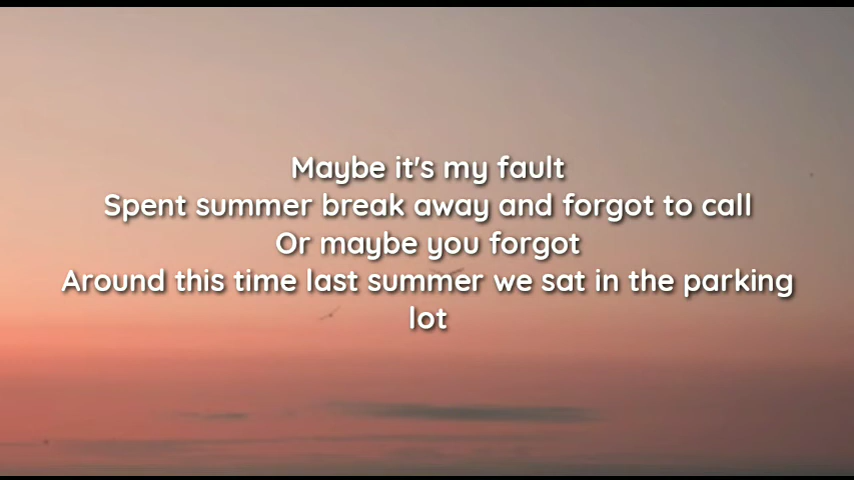 Maybe it's my fault
Spent summer break away and forgot to call
Or maybe you forgot
Around this time last summer we sat in the parking
lot